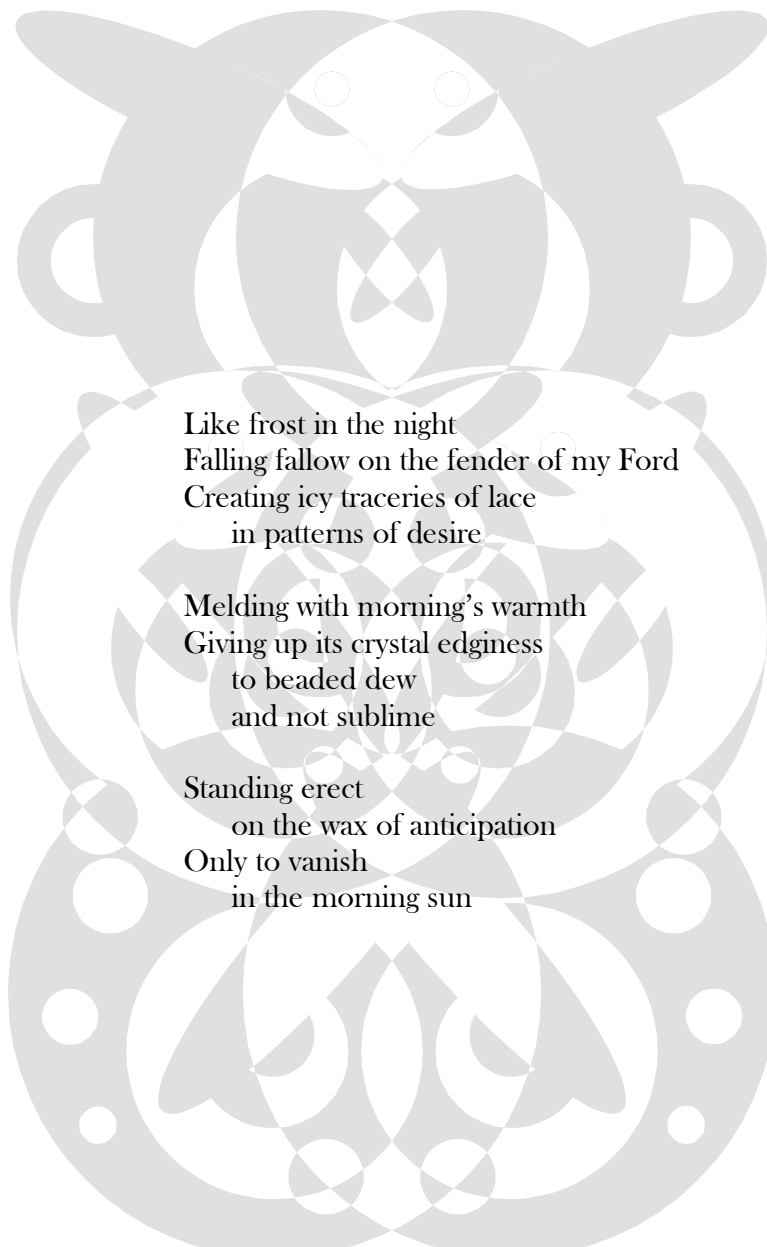 Like frost in the night
Falling fallow on the fender of my Ford
Creating icy traceries of lace
in patterns of desire
Melding with morning’s warmth
Giving up its crystal edginess
to beaded dew
and not sublime
Standing erect
on the wax of anticipation
Only to vanish
in the morning sun